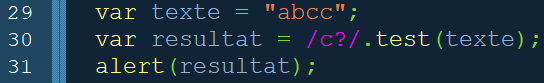 29 var texte = "abcc";
30 var resultat = /c?/.test(texte);
31 alert(resultat);